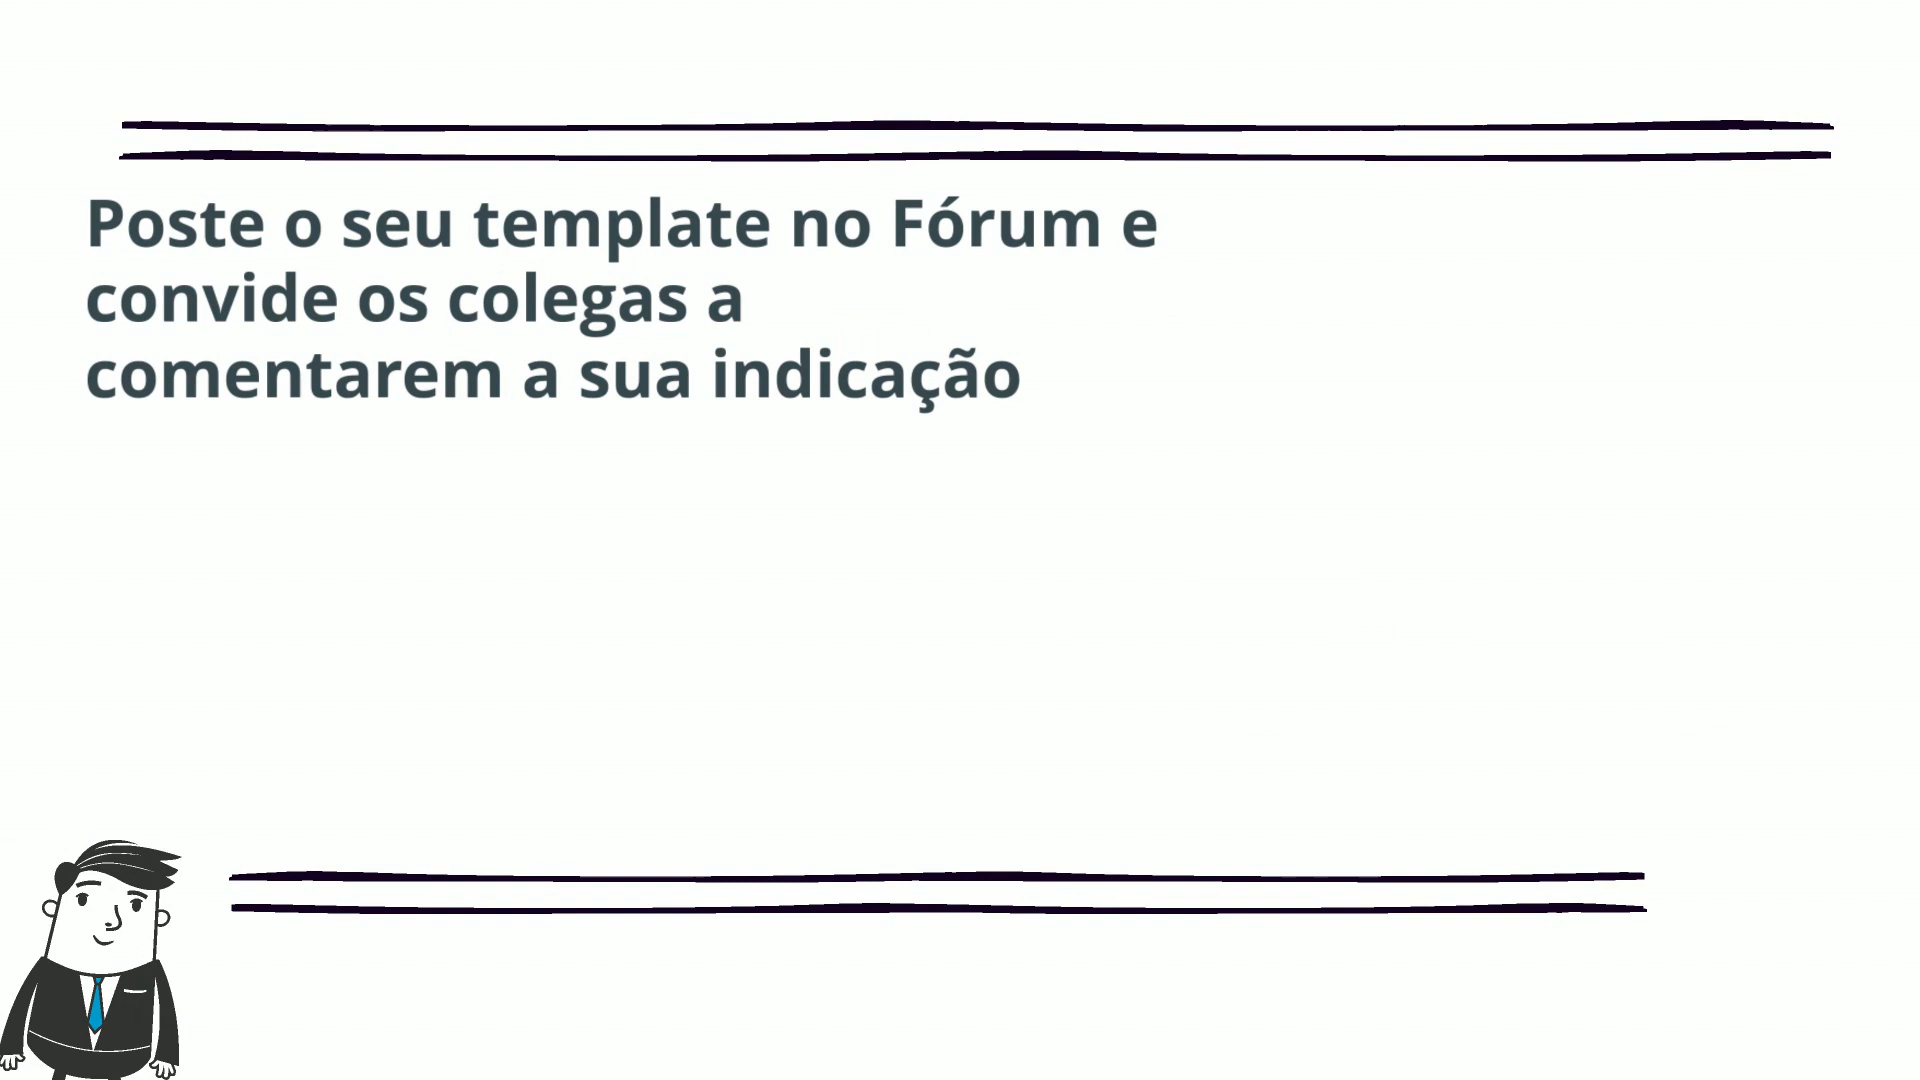 Poste o seu template no Fórum e
convide os colegas a
comentarem a sua indicação